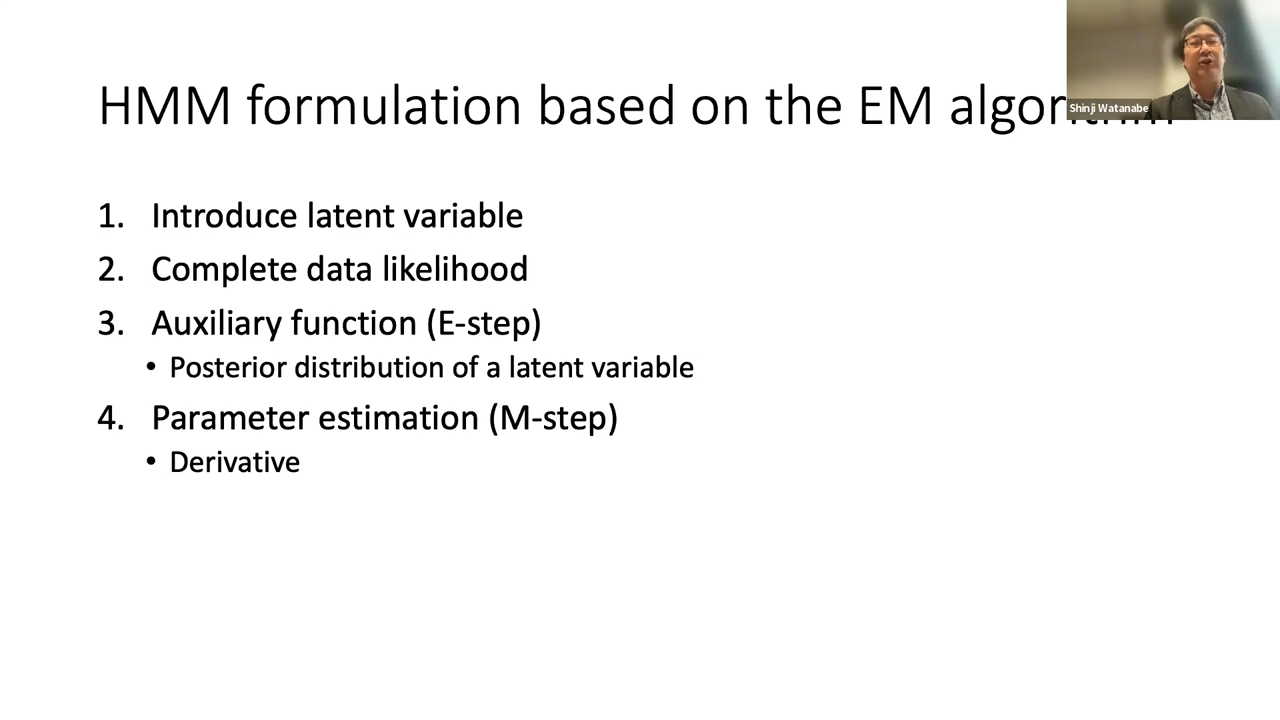 HMM formulation based on the EM algorithm
Shinji Watanabe
1. Introduce latent variable
2. Complete data likelihood
3. Auxiliary function (E-step)
• Posterior distribution of a latent variable
4. Parameter estimation (M-step)
• Derivative